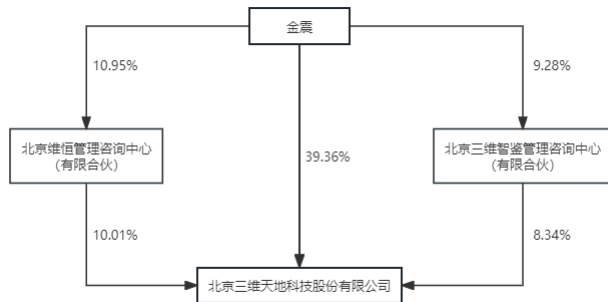 金震
10.95%
9.28%
北京维恒管理咨询中心
(有限合伙)
39.36%
北京三维智鉴管理咨询中心
(有限合伙)
10.01%
8.34%
北京三维天地科技股份有限公司